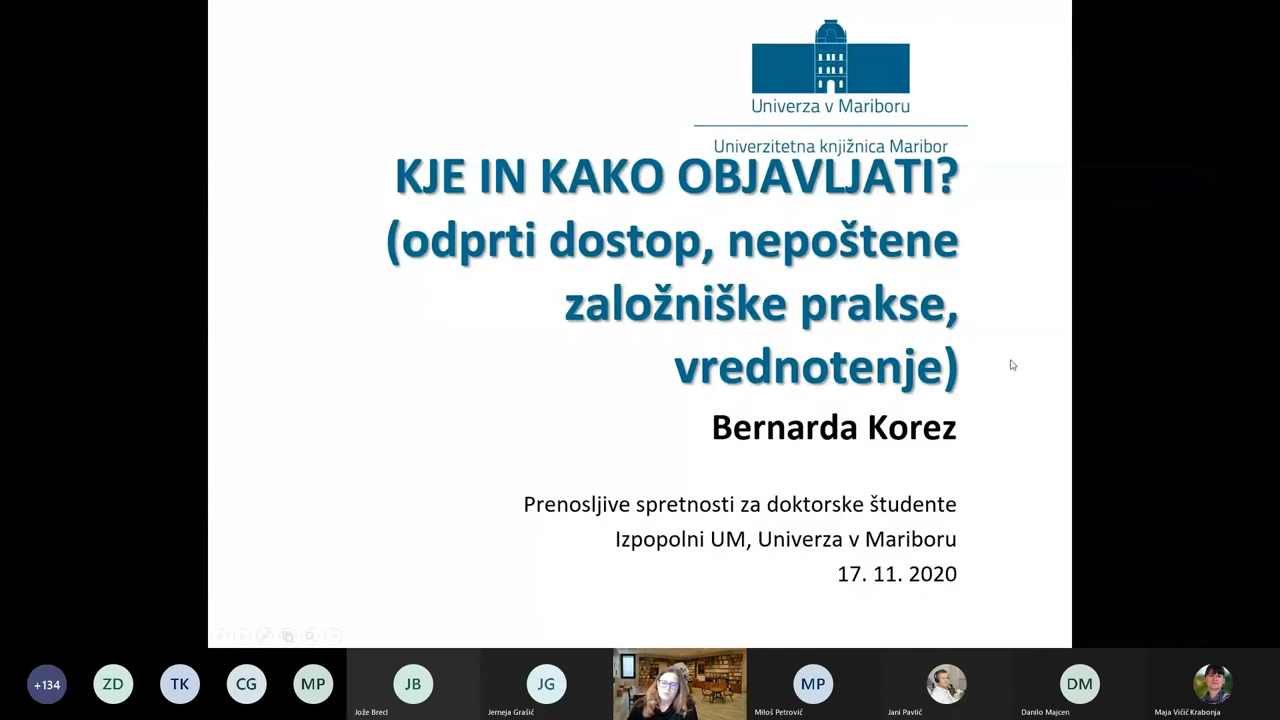 Univerza v Mariboru
Univerzitetna knjižnica Maribor
KJE IN KAKO OBJAVLJATI?
(odprti dostop, nepoštene
založniške prakse,
vrednotenje)
Bernarda Korez
Prenosljive spretnosti za doktorske študente
Izpopolni UM, Univerza v Mariboru
17. 11. 2020
+134
ZD
TK
CG
MP
JB
JG
MP
DM
Jože Brecl
Jerneja Grašič
Miloš Petrovič
Jani Pavlič
Danilo Majcen
Maja Vičič Krabonja